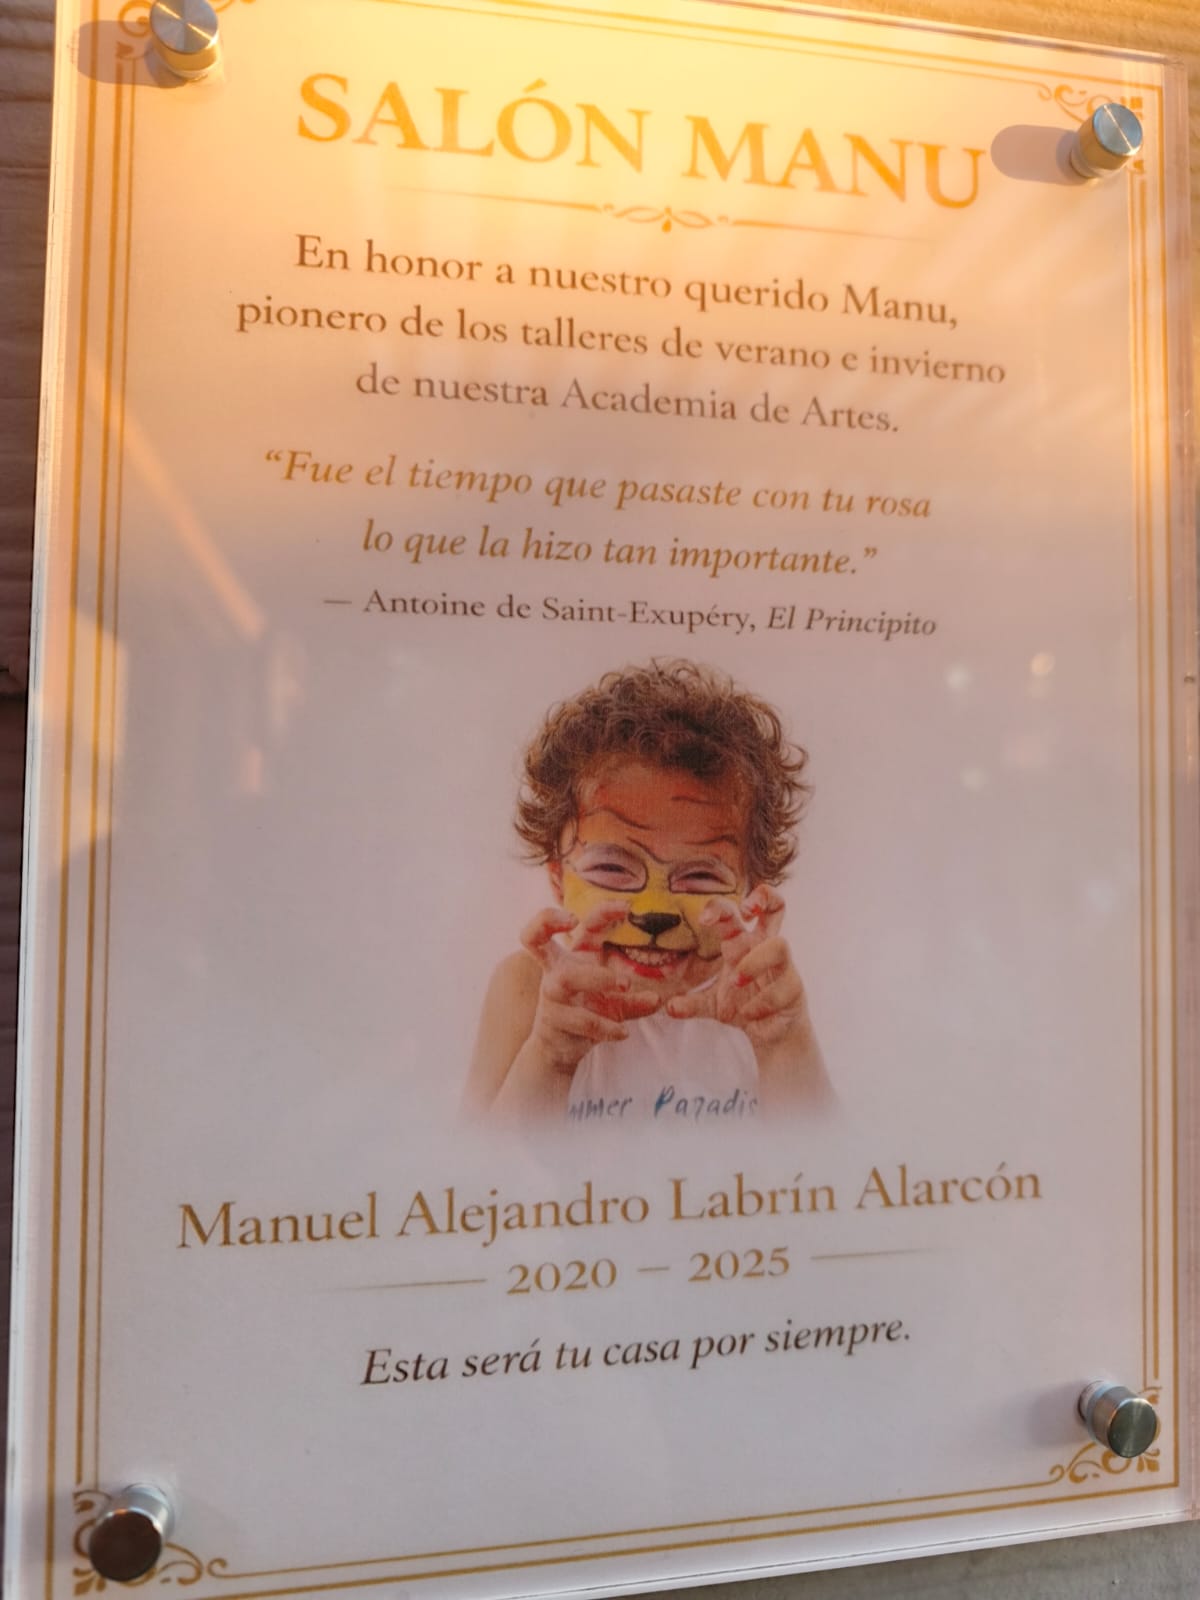 SALÓN MANU
En honor a nuestro querido Manu,
pionero de los talleres de verano e invierno
de nuestra Academia de Artes.
“Fue el tiempo que pasaste con tu rosa
lo que la hizo tan importante.”
— Antoine de Saint-Exupéry, El Principito
Manuel Alejandro Labrín Alarcón
2020 — 2025
Esta será tu casa por siempre.